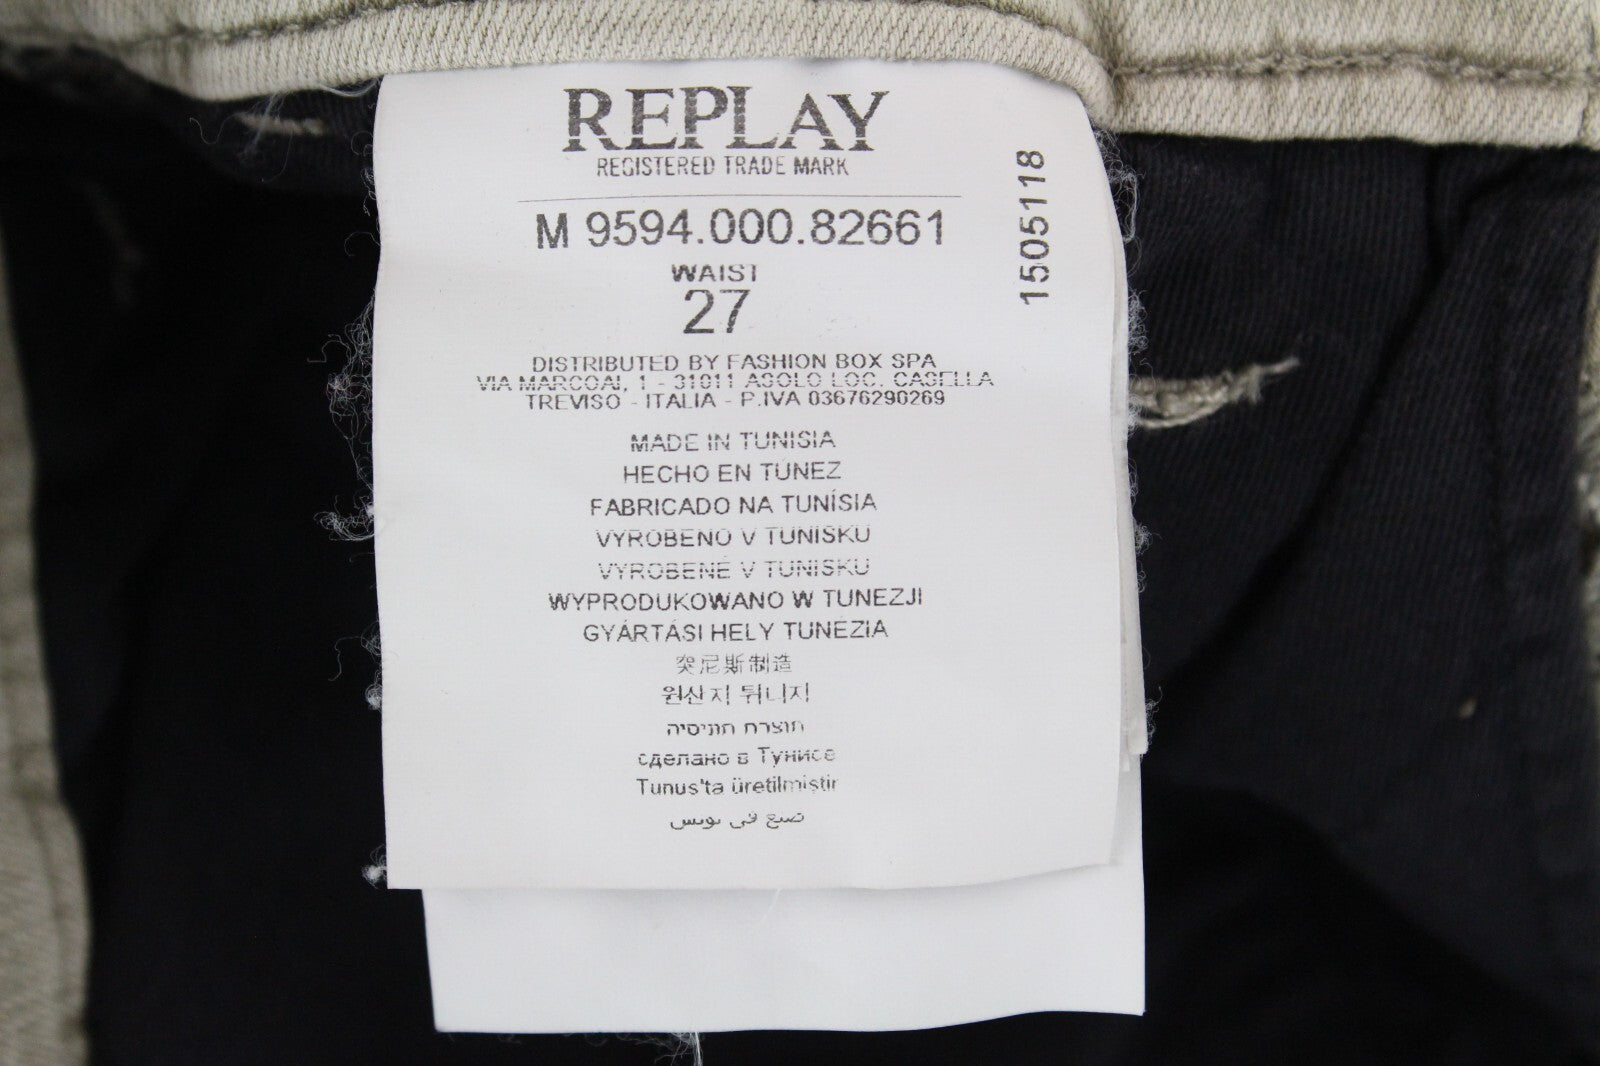 REPLAY
REGISTERED TRADE MARK
M 9594.000.82661
WAIST
27
1505118
DISTRIBUTED BY FASHION BOX SPA
VIA MARCOAI, 1 - 31011 ASOLO LOC. CASELLA
TREVISO - ITALIA - P.IVA 03676290269
MADE IN TUNISIA
HECHO EN TÚNEZ
FABRICADO NA TUNÍSIA
VYROBENO V TUNISKU
VYROBENÉ V TUNISKU
WYPRODUKOWANO W TUNEZJI
GYÁRTÁSI HELY TUNEZIA
突尼斯制造
원산지 튀니지
תוצרת תוניסיה
сделано в Тунисе
Tunus'ta üretilmiştir
صنع في تونس